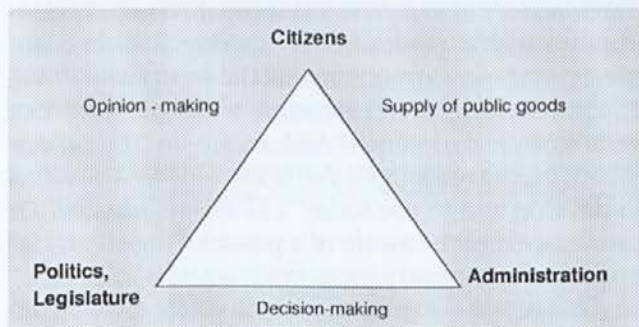 Citizens
Opinion - making
Supply of public goods
Politics,
Legislature
Administration
Decision-making